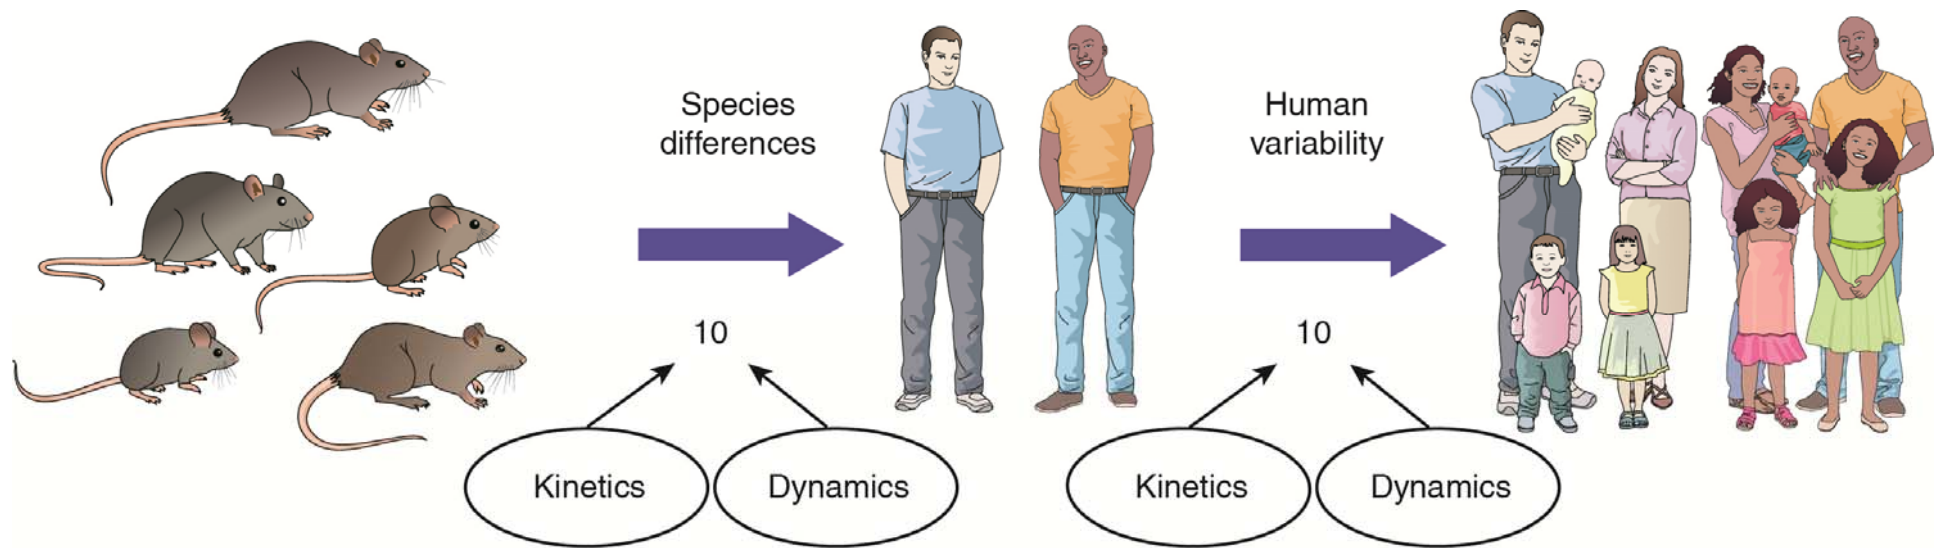 Species
differences
Human
variability
10
10
Kinetics
Dynamics
Kinetics
Dynamics